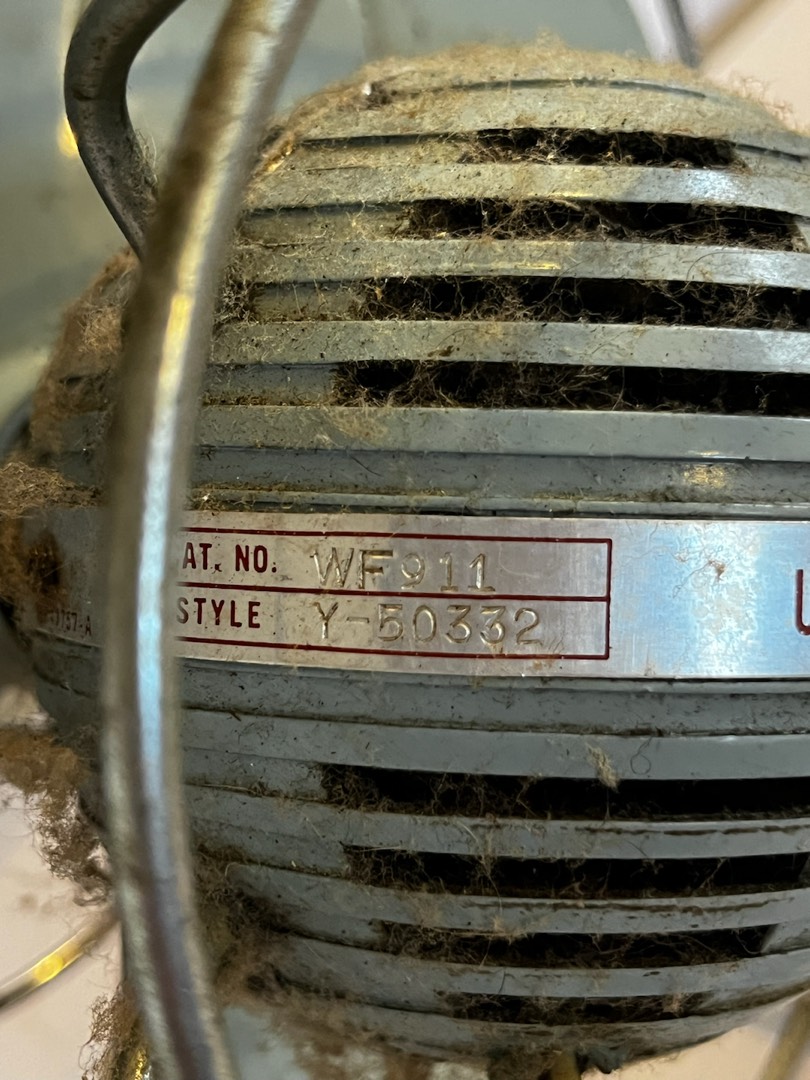 AT. NO. WF911
STYLE Y-50332
U